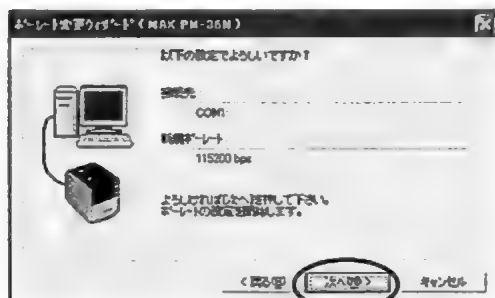 ボーレート変更ウィザード(MAX PM-36N)
以下の設定でよろしいですか?
接続先
COM1:
新規ボーレート
115200 bps
よろしければ[次へ]を押して下さい。
ボーレートの設定を開始します。
< 戻る(B)
次へ(N) >
キャンセル